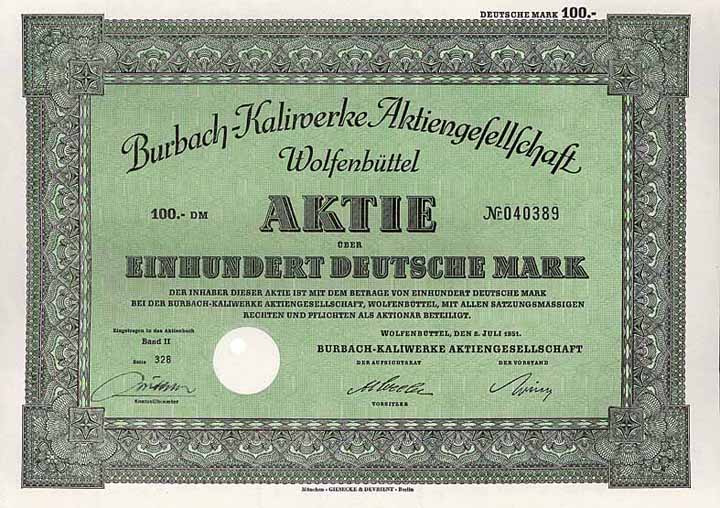 DEUTSCHE MARK 100.-
Burbach-Kaliwerke Aktiengesellschaft
Wolfenbüttel
100.- DM AKTIE № 040389
ÜBER
EINHUNDERT DEUTSCHE MARK
DER INHABER DIESER AKTIE IST MIT DEM BETRAGE VON EINHUNDERT DEUTSCHE MARK
BEI DER BURBACH-KALIWERKE AKTIENGESELLSCHAFT, WOLFENBÜTTEL, MIT ALLEN SATZUNGSMÄSSIGEN
RECHTEN UND PFLICHTEN ALS AKTIONÄR BETEILIGT.
Eingetragen in das Aktienbuch
Band II
Seite 328
Kontrollbeamter
WOLFENBÜTTEL, DEN 2. JULI 1951.
BURBACH-KALIWERKE AKTIENGESELLSCHAFT
DER AUFSICHTSRAT DER VORSTAND
VORSITZER
München - GIESECKE & DEVRIENT - Berlin